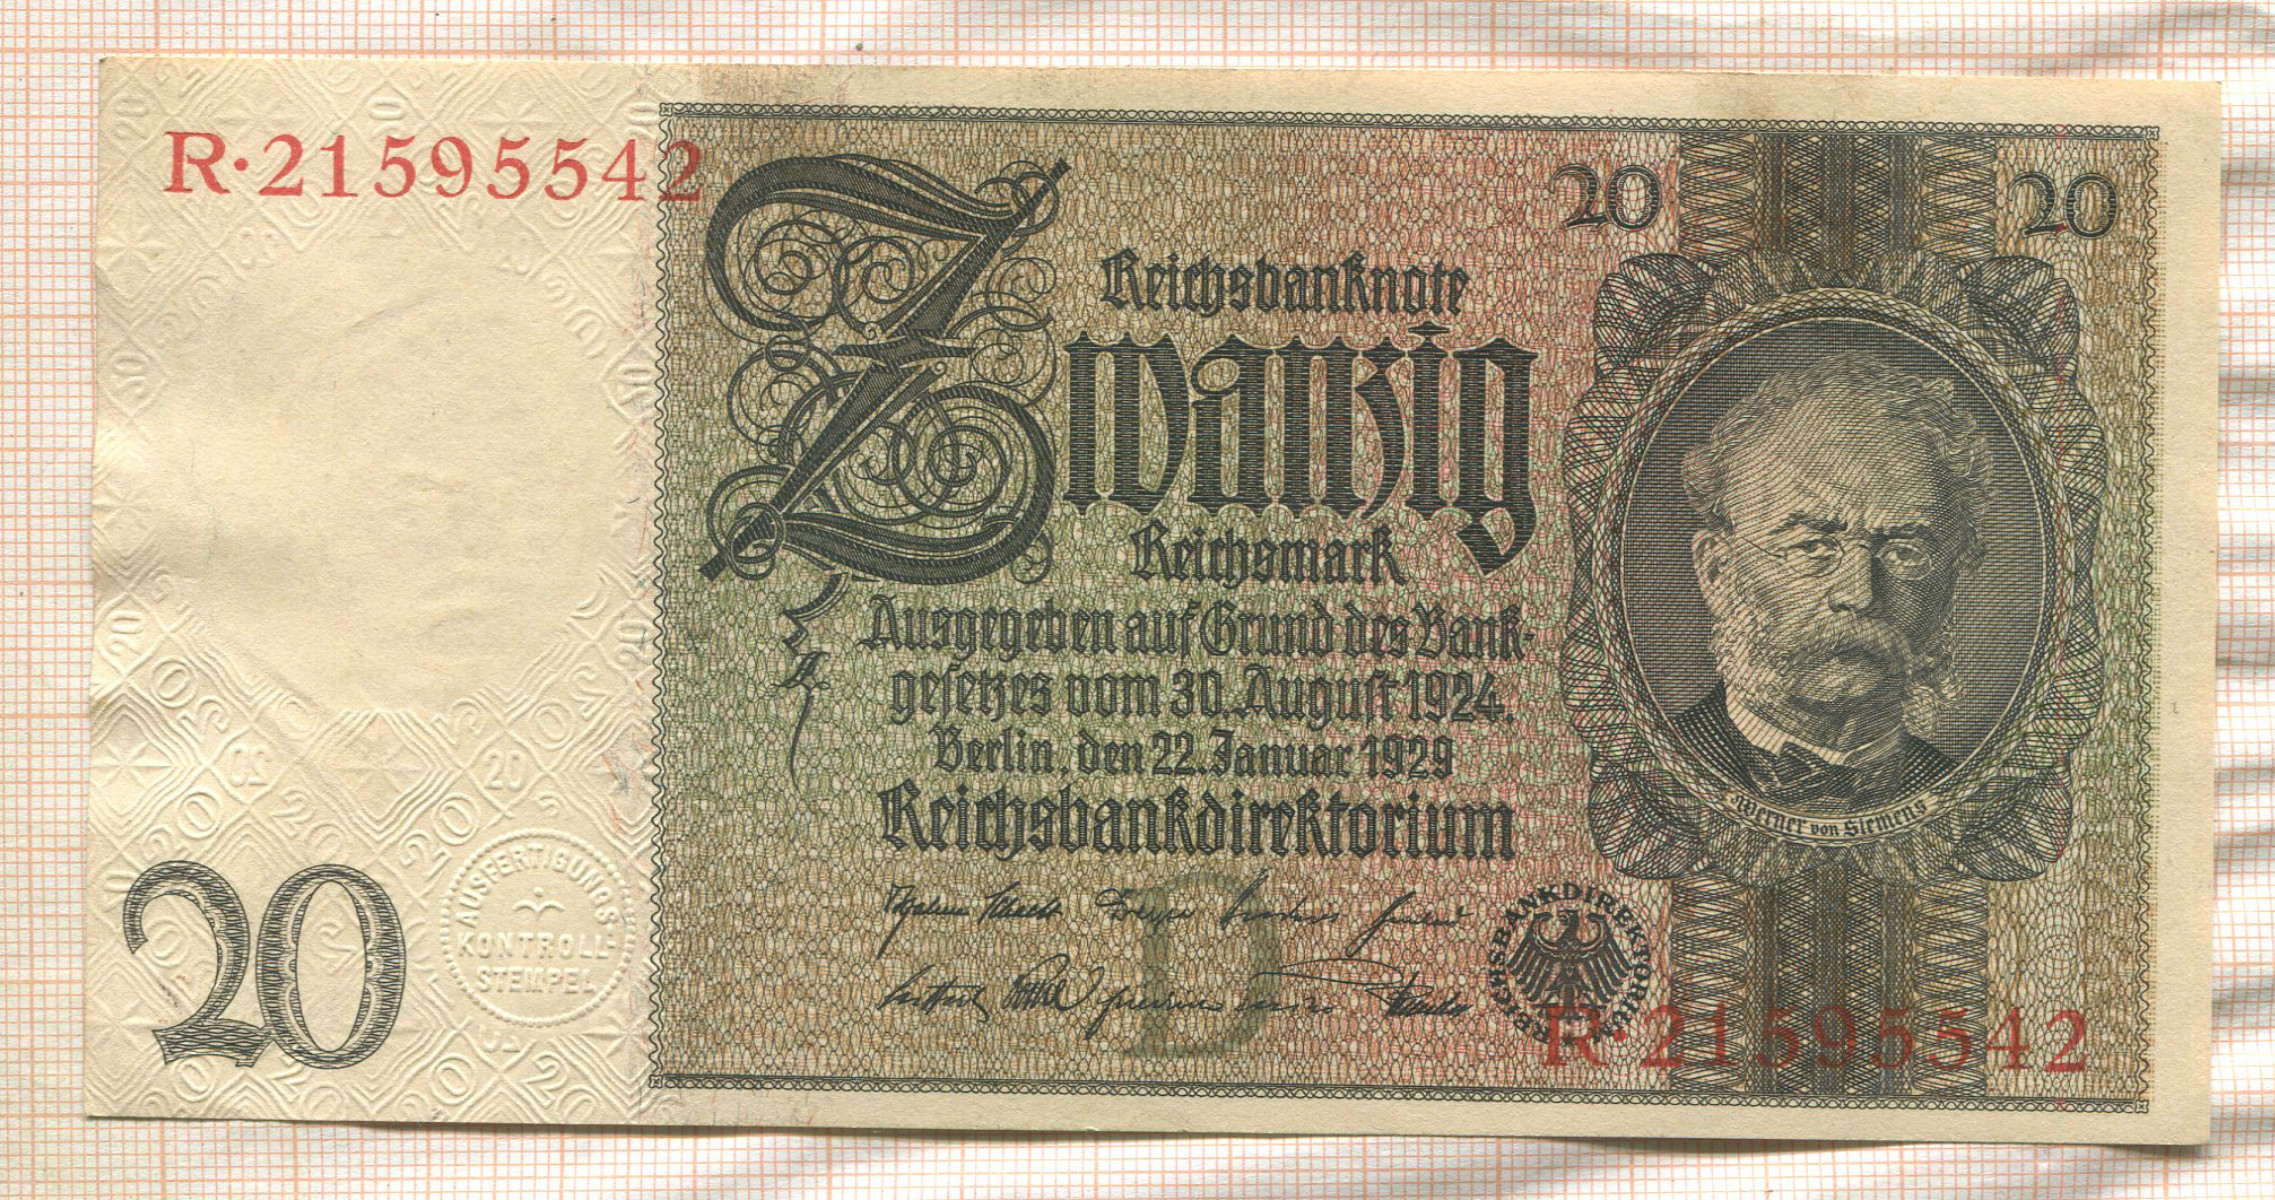 R·21595542
20
20
Reichsbanknote
Zwanzig
Reichsmark
Ausgegeben auf Grund des Bank-
gesetzes vom 30. August 1924.
Berlin, den 22. Januar 1929
Reichsbankdirektorium
Werner von Siemens
20
AUSFERTIGUNGS-
KONTROLL-
STEMPEL
D
REICHSBANKDIREKTORIUM
R·21595542